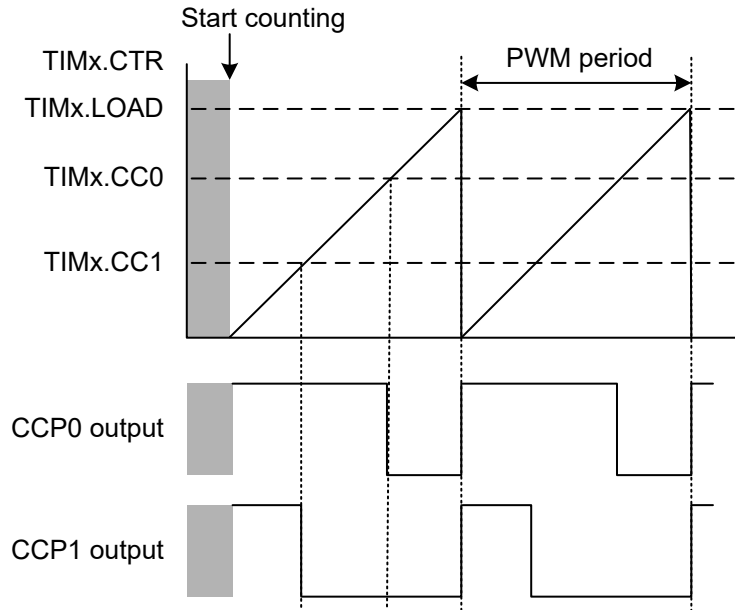 Start counting
TIMx.CTR
PWM period
TIMx.LOAD
TIMx.CC0
TIMx.CC1
CCP0 output
CCP1 output